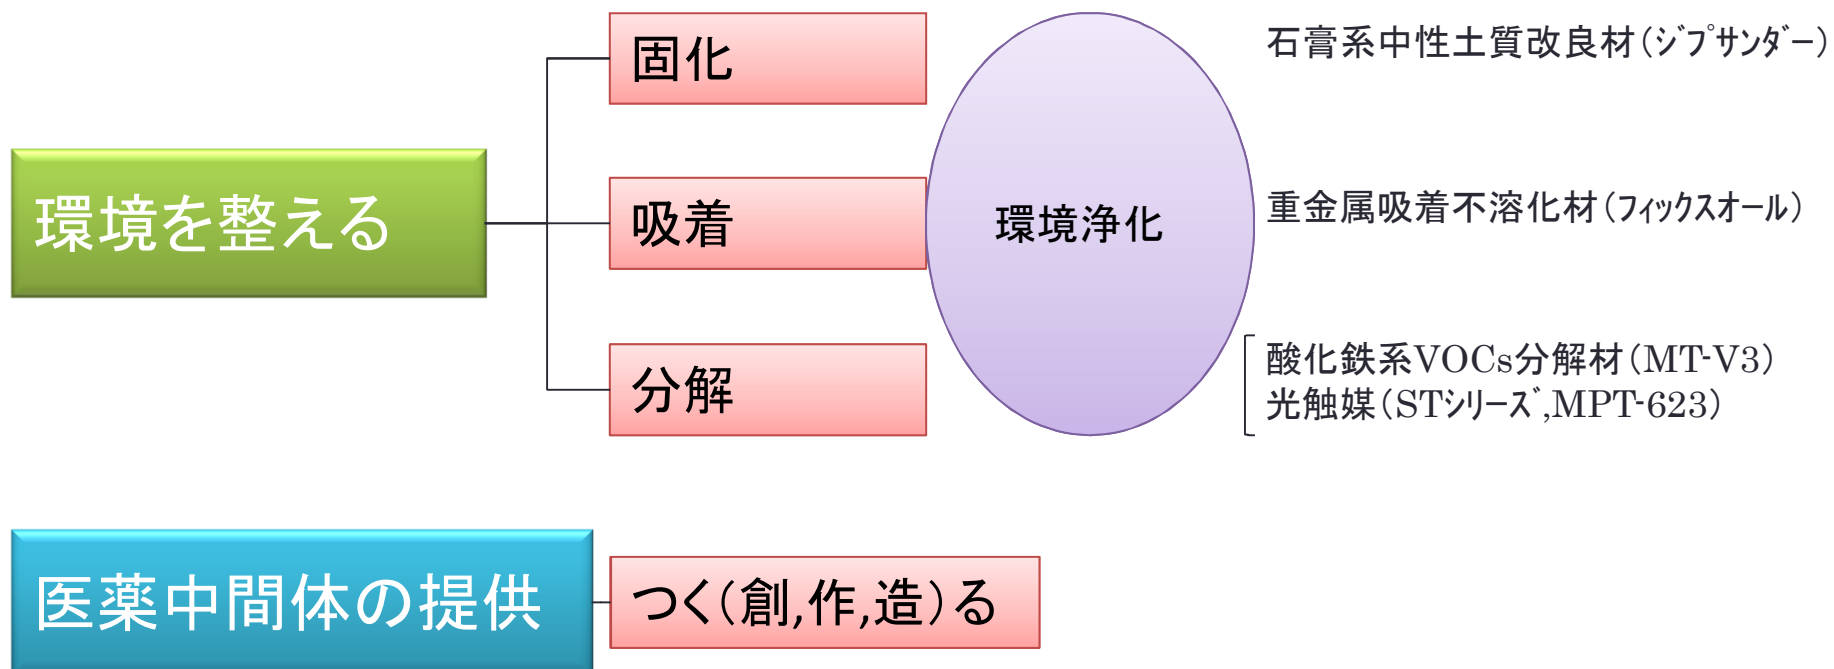 環境を整える
固化
吸着
分解
環境浄化
石膏系中性土質改良材(ｼﾞﾌﾟｻﾝﾀﾞｰ)
重金属吸着不溶化材(ﾌｨｯｸｽｵｰﾙ)
酸化鉄系VOCs分解材(MT-V3)
光触媒(STｼﾘｰｽﾞ,MPT-623)
医薬中間体の提供
つく(創,作,造)る